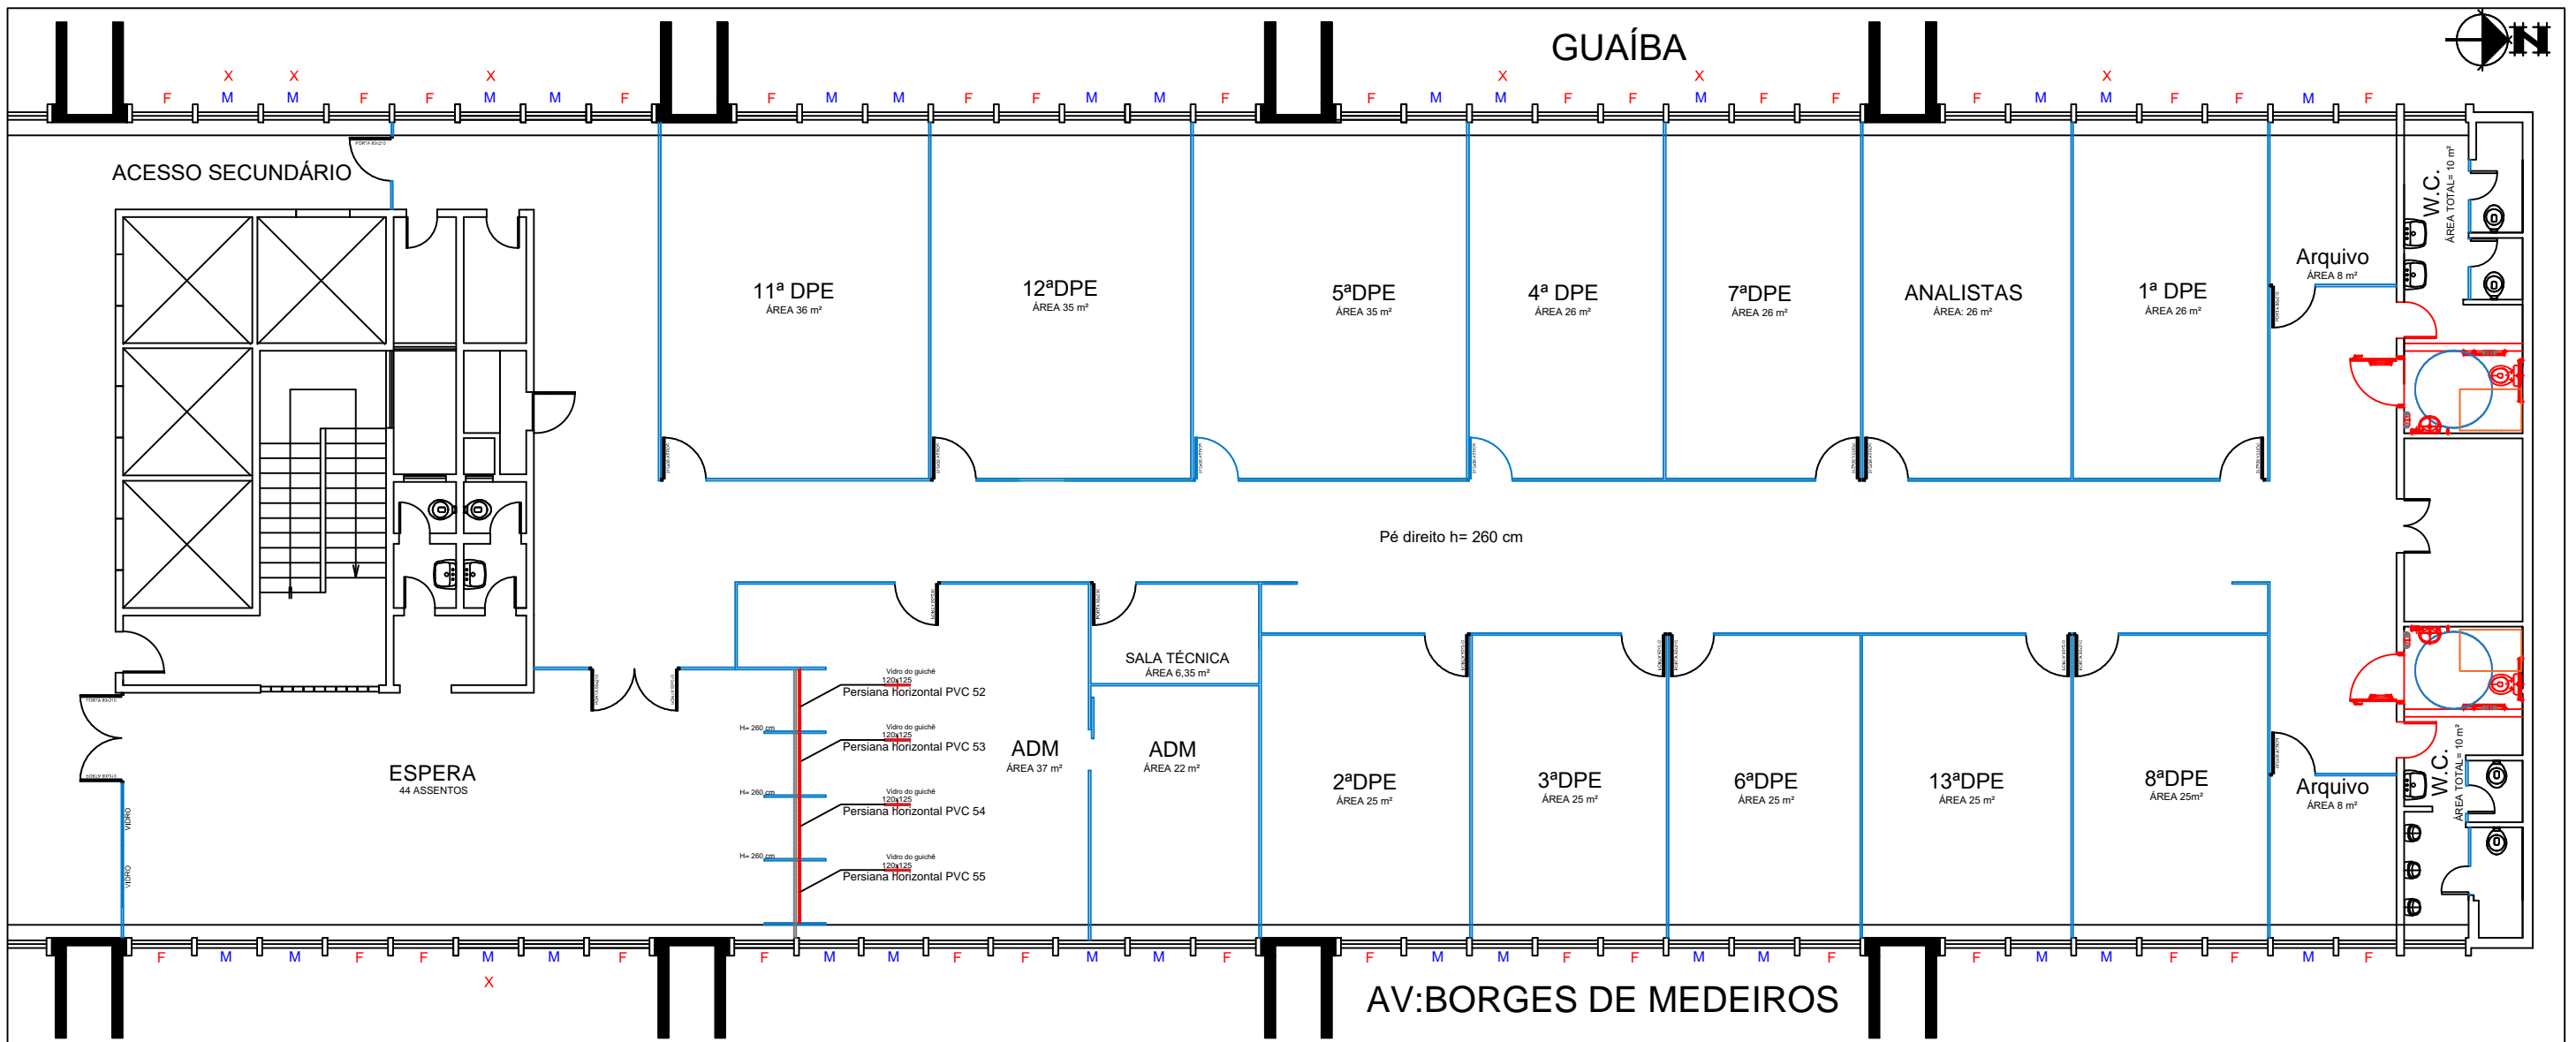 GUAÍBA
N
X X X X X X
F M M F F M M F F M M F F M M F F M M F F M F F F M M F F M F
PORTA 80x210
ACESSO SECUNDÁRIO
11ª DPE
ÁREA 36 m²
12ªDPE
ÁREA 35 m²
5ªDPE
ÁREA 35 m²
4ª DPE
ÁREA 26 m²
7ªDPE
ÁREA 26 m²
ANALISTAS
ÁREA: 26 m²
1ª DPE
ÁREA 26 m²
Arquivo
ÁREA 8 m²
W.C.
ÁREA TOTAL= 10 m²
Pé direito h= 260 cm
SALA TÉCNICA
ÁREA 6,35 m²
Vidro do guichê
120x125
Persiana horizontal PVC 52
H= 260 cm
Vidro do guichê
120x125
Persiana horizontal PVC 53
H= 260 cm
Vidro do guichê
120x125
Persiana horizontal PVC 54
H= 260 cm
Vidro do guichê
120x125
Persiana horizontal PVC 55
ESPERA
44 ASSENTOS
VIDRO
VIDRO
ADM
ÁREA 37 m²
ADM
ÁREA 22 m²
2ªDPE
ÁREA 25 m²
3ªDPE
ÁREA 25 m²
6ªDPE
ÁREA 25 m²
13ªDPE
ÁREA 25 m²
8ªDPE
ÁREA 25m²
Arquivo
ÁREA 8 m²
W.C.
ÁREA TOTAL= 10 m²
F M M F F M M F F M M F F M M F F M M F F M M F F M M F F M F
X
AV:BORGES DE MEDEIROS